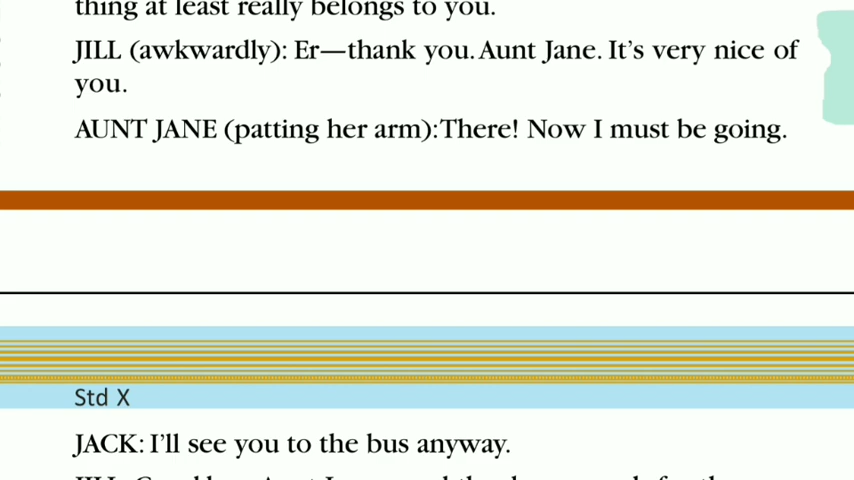 thing at least really belongs to you.
JILL (awkwardly): Er—thank you. Aunt Jane. It's very nice of
you.
AUNT JANE (patting her arm):There! Now I must be going.
Std X
JACK: I'll see you to the bus anyway.